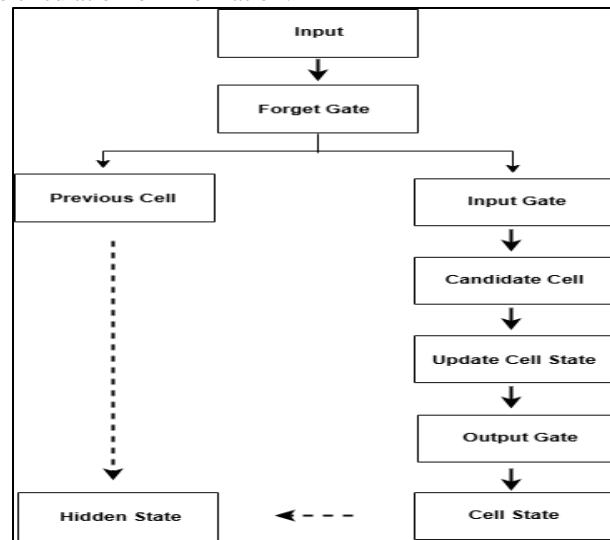 Input
Forget Gate
Previous Cell
Input Gate
Candidate Cell
Update Cell State
Output Gate
Hidden State
Cell State